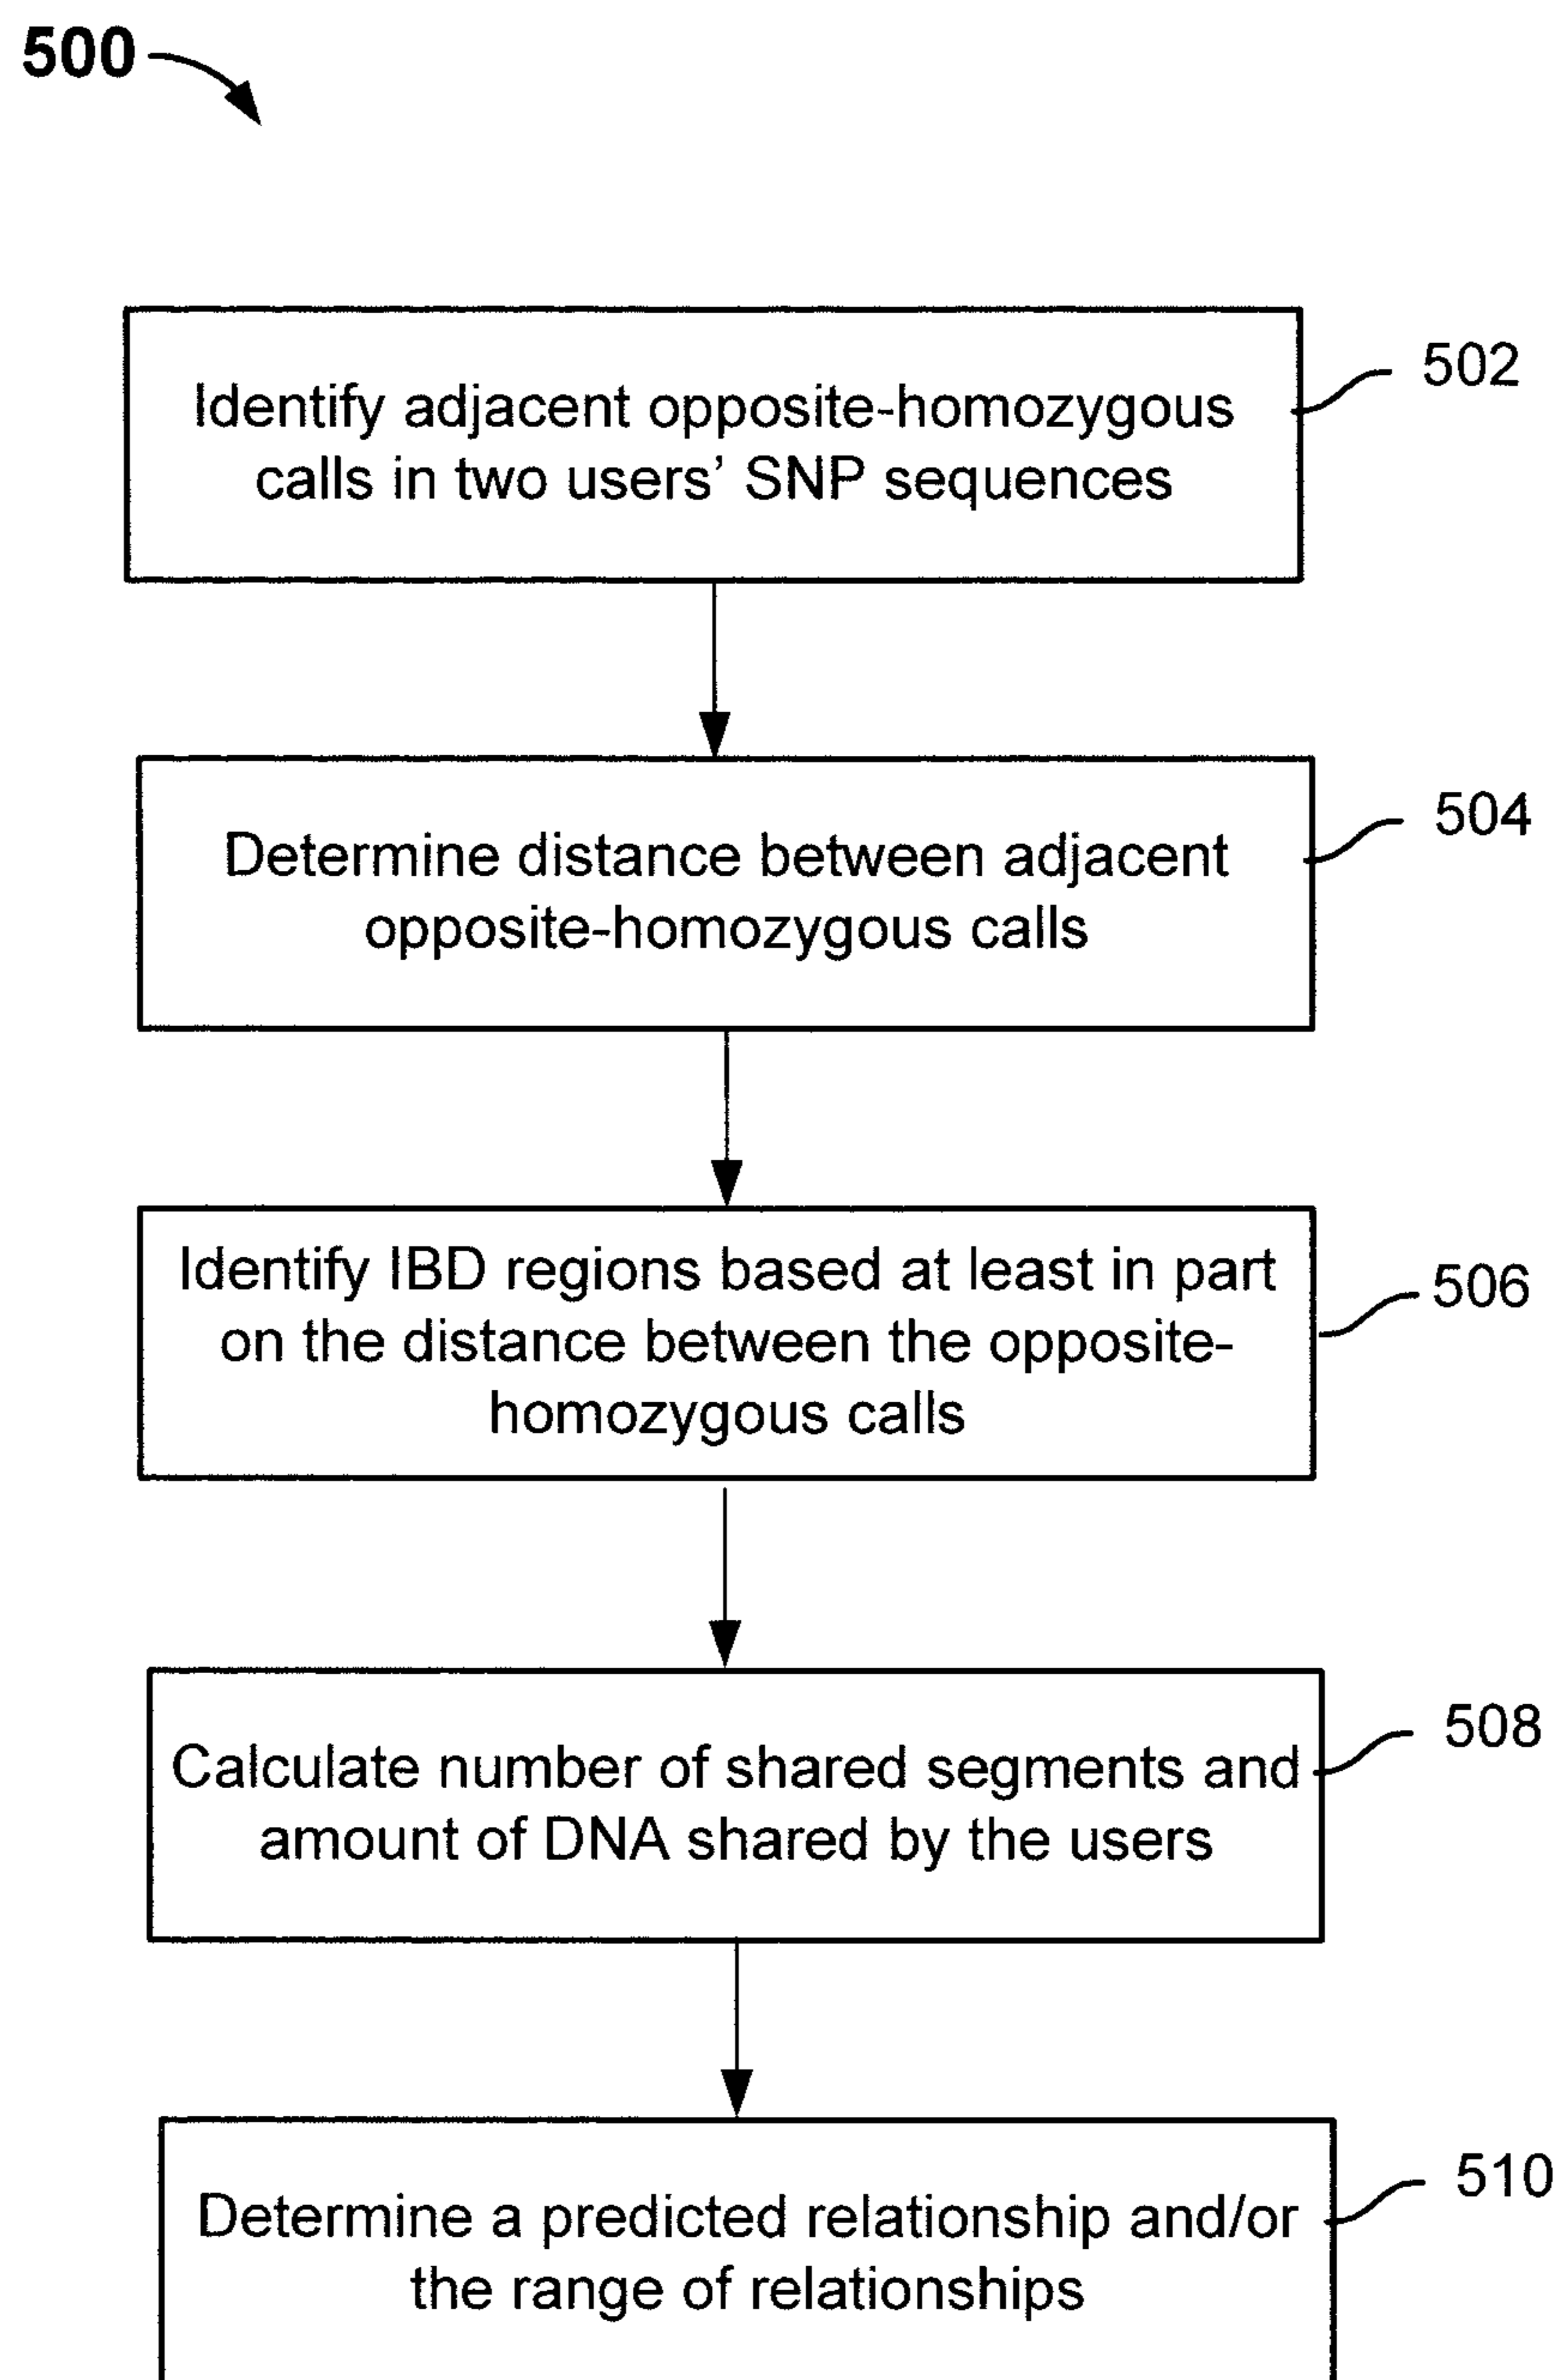 500
Identify adjacent opposite-homozygous
calls in two users’ SNP sequences
502
Determine distance between adjacent
opposite-homozygous calls
504
Identify IBD regions based at least in part
on the distance between the opposite-
homozygous calls
506
Calculate number of shared segments and
amount of DNA shared by the users
508
Determine a predicted relationship and/or
the range of relationships
510